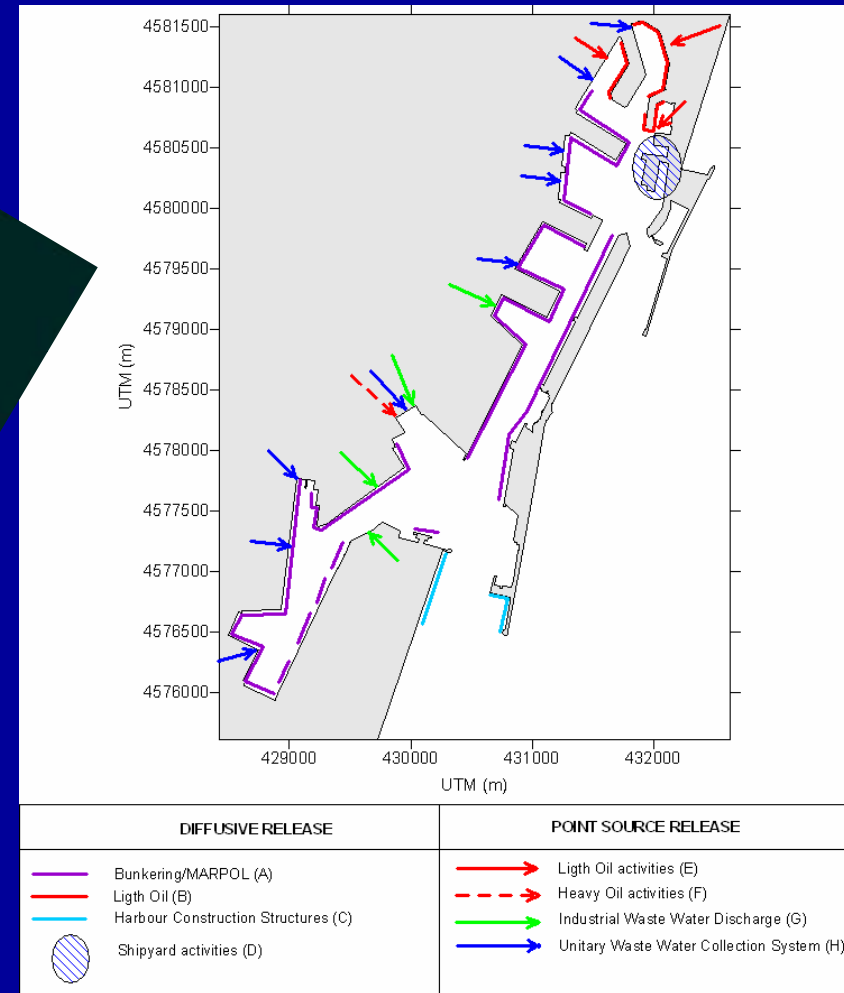 4581500
4581000
4580500
4580000
4579500
4579000
4578500
4578000
4577500
4577000
4576500
4576000
UTM (m)
429000 430000 431000 432000
UTM (m)
DIFFUSIVE RELEASE
Bunkering/MARPOL (A)
Ligth Oil (B)
Harbour Construction Structures (C)
Shipyard activities (D)
POINT SOURCE RELEASE
Ligth Oil activities (E)
Heavy Oil activities (F)
Industrial Waste Water Discharge (G)
Unitary Waste Water Collection System (H)